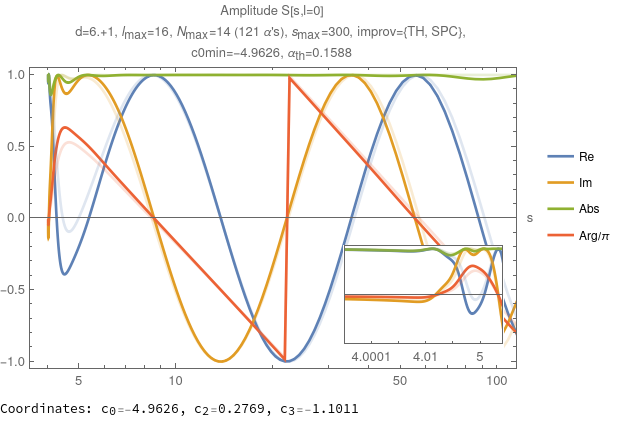 Amplitude S[s,l=0]
d=6.+1, lmax=16, Nmax=14 (121 α's), smax=300, improv={TH, SPC},
c0min=−4.9626, αth=0.1588
1.0
0.5
0.0
−0.5
−1.0
s
Re
Im
Abs
Arg/π
4.0001 4.01 5
5 10 50 100
Coordinates: c0=-4.9626, c2=0.2769, c3=-1.1011